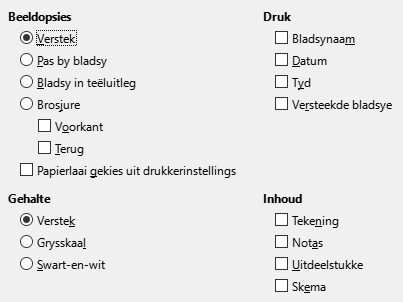 Beeldopsies
Verstek
Pas by bladsy
Bladsy in teëluitleg
Brosjure
Voorkant
Terug
Papierlaai gekies uit drukkerinstellings
Druk
Bladsynaam
Datum
Tyd
Versteekde bladsye
Gehalte
Verstek
Grysskaal
Swart-en-wit
Inhoud
Tekening
Notas
Uitdeelstukke
Skema